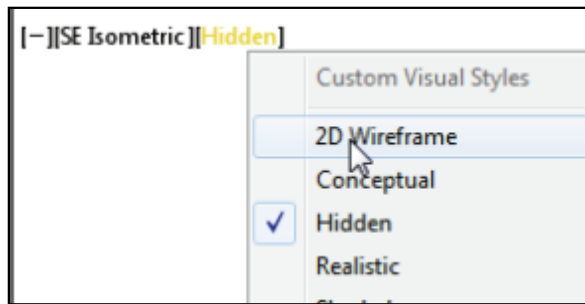 [−][SE Isometric][Hidden]
Custom Visual Styles
2D Wireframe
Conceptual
Hidden
Realistic